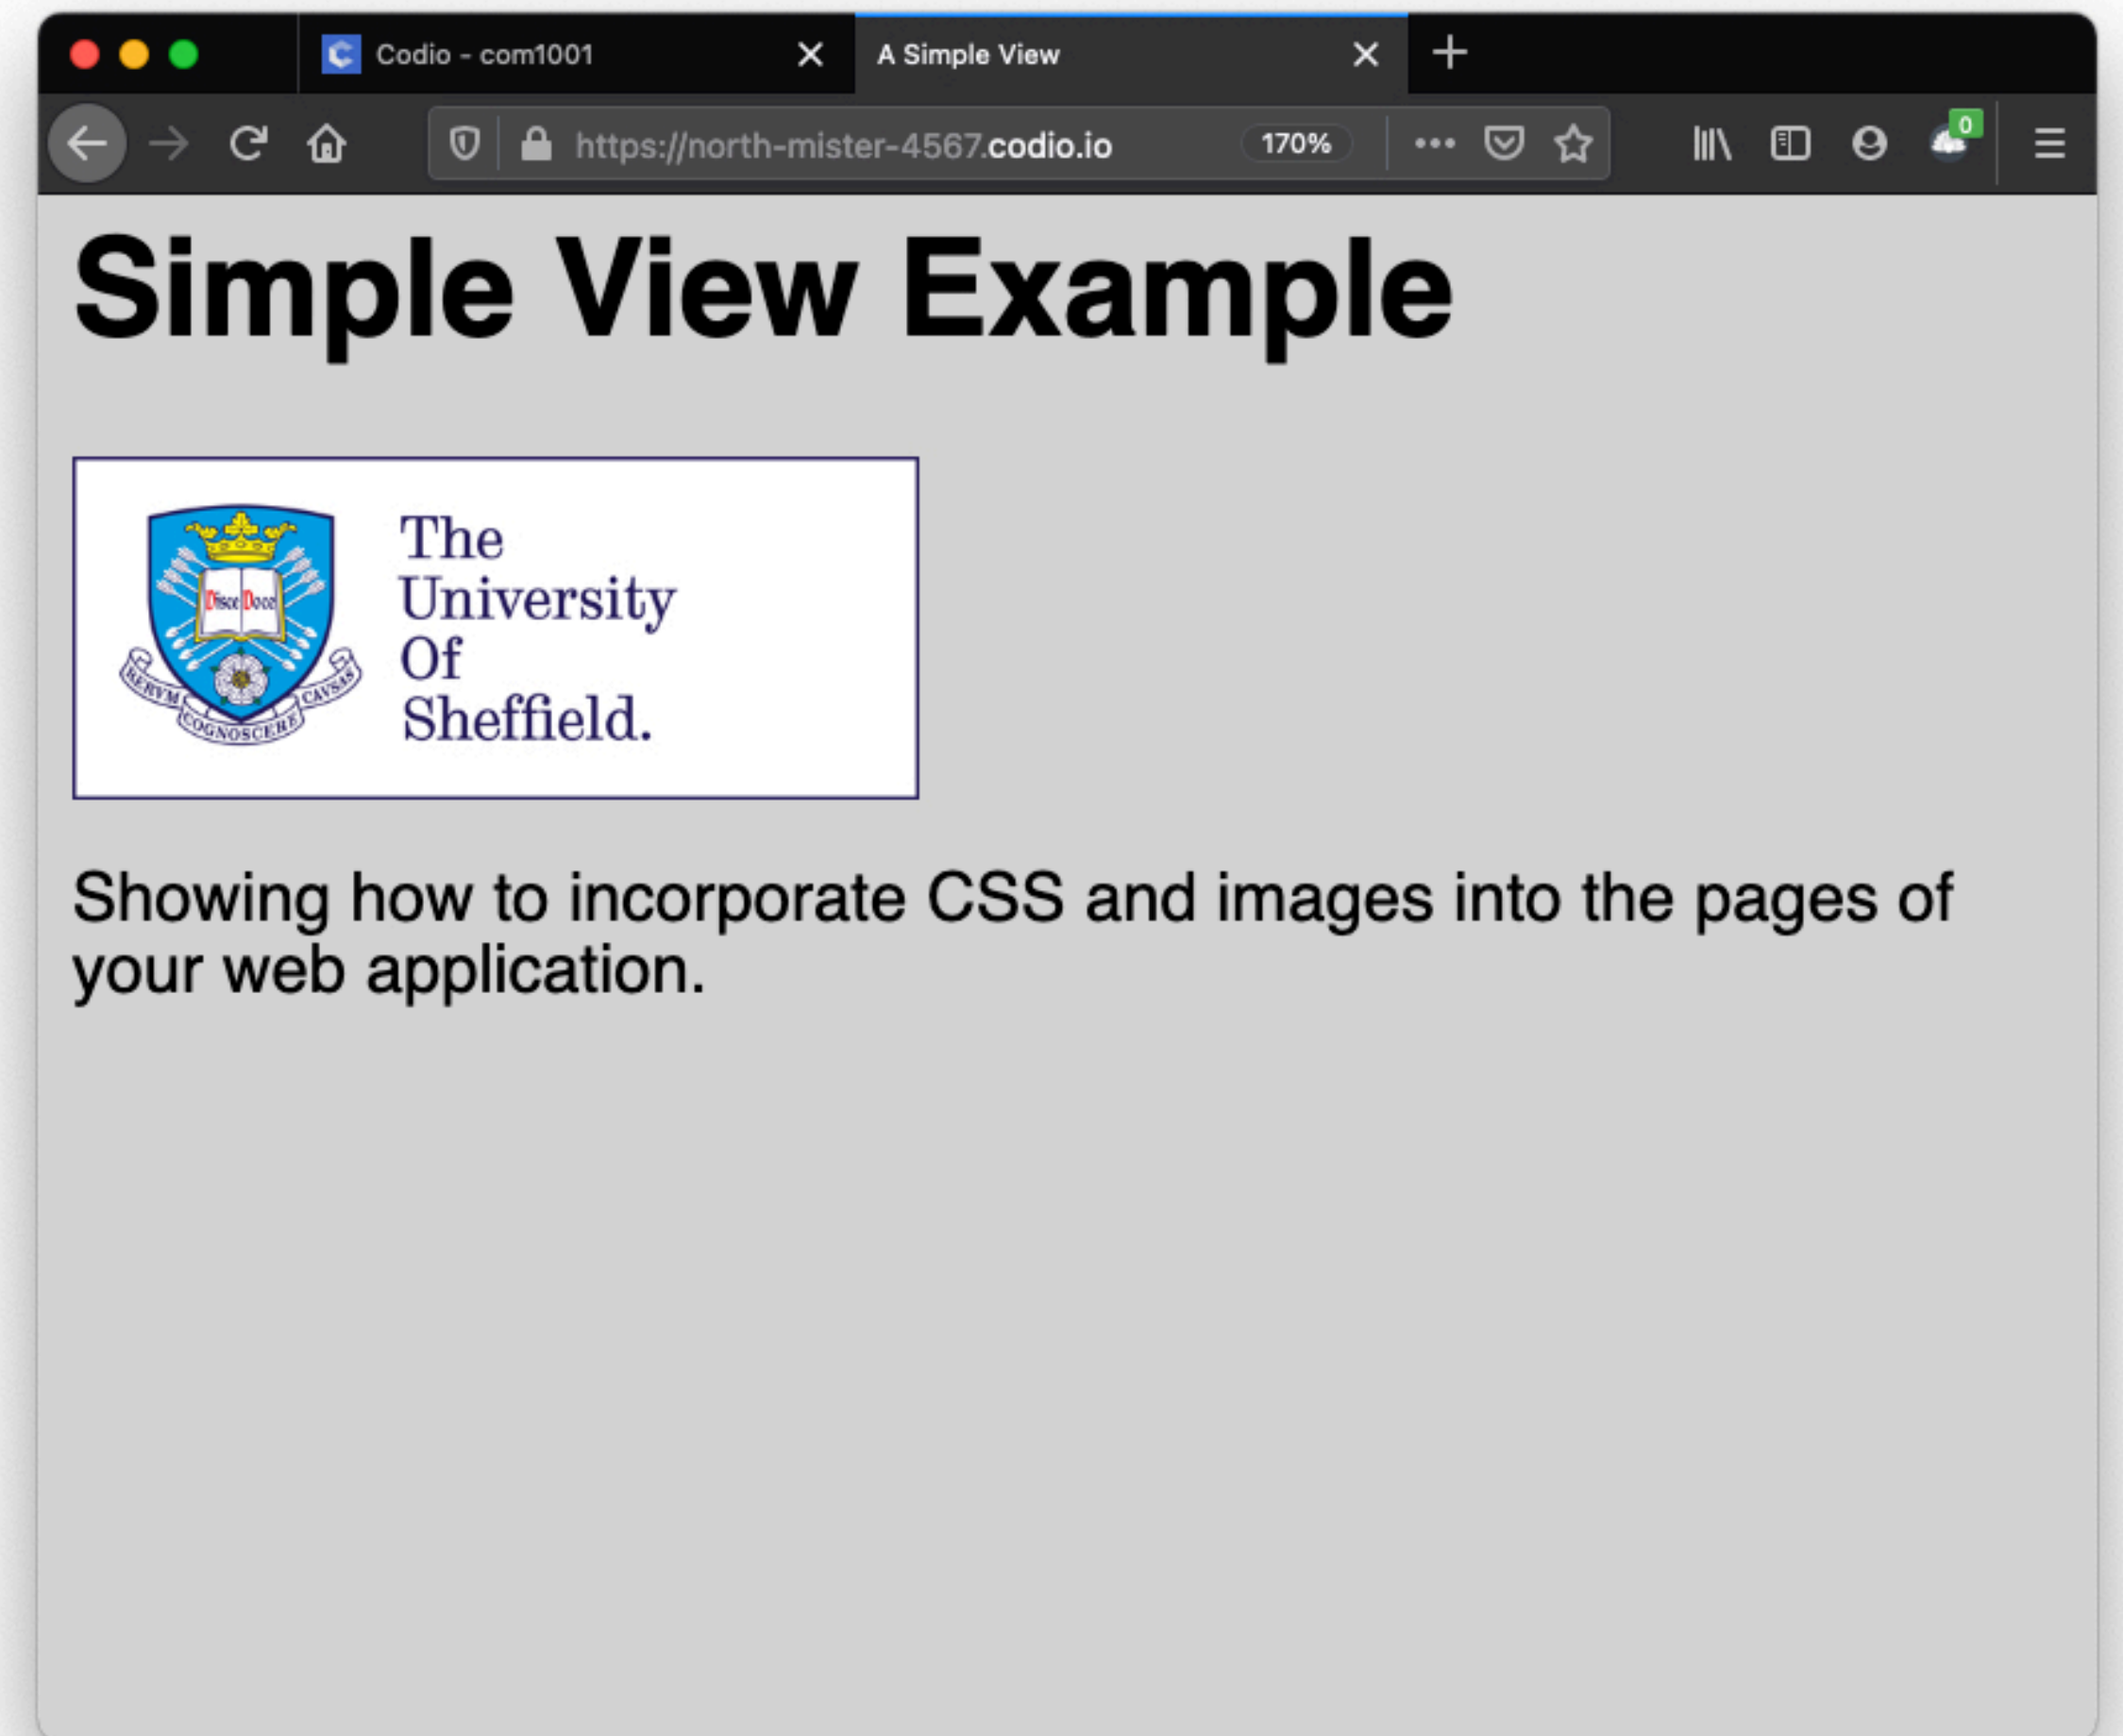 Codio - com1001
A Simple View
https://north-mister-4567.codio.io
170%
0
Simple View Example
Disce Doce
RERVM
COGNOSCERE
CAVSAS
The
University
Of
Sheffield.
Showing how to incorporate CSS and images into the pages of
your web application.